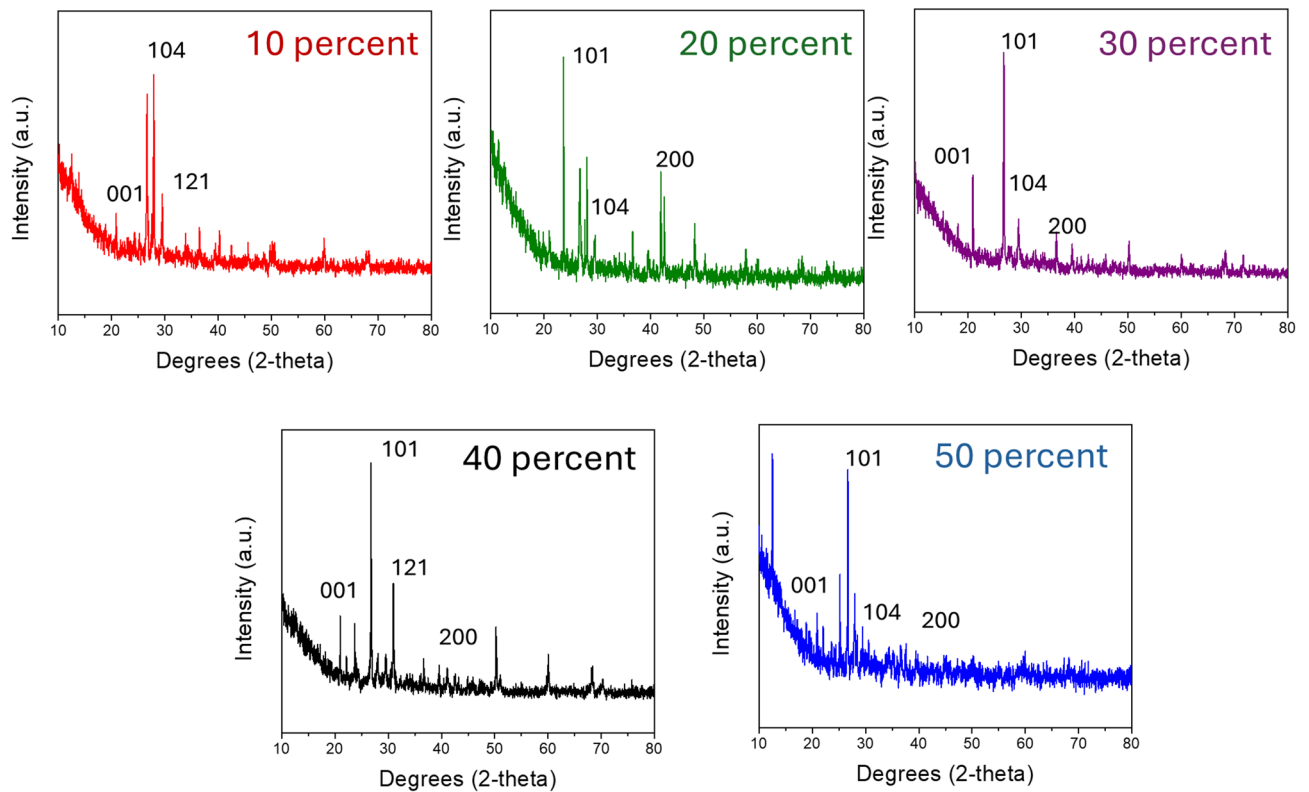 10 percent
104
001
121
Intensity (a.u.)
10 20 30 40 50 60 70 80
Degrees (2-theta)
20 percent
101
200
104
Intensity (a.u.)
10 20 30 40 50 60 70 80
Degrees (2-theta)
30 percent
101
001
104
200
Intensity (a.u.)
10 20 30 40 50 60 70 80
Degrees (2-theta)
40 percent
101
121
001
200
Intensity (a.u.)
10 20 30 40 50 60 70 80
Degrees (2-theta)
50 percent
101
001
104
200
Intensity (a.u.)
10 20 30 40 50 60 70 80
Degrees (2-theta)